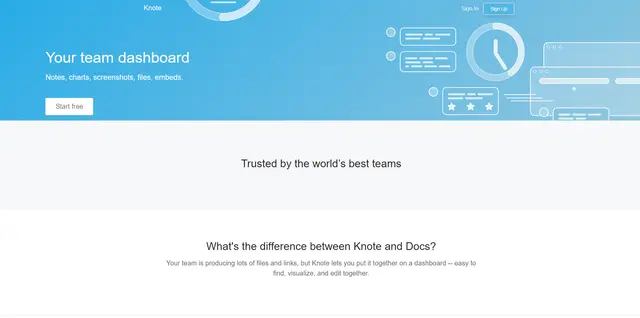 Knote
Sign In
Sign Up
Your team dashboard
Notes, charts, screenshots, files, embeds.
Start free
Trusted by the world's best teams
What's the difference between Knote and Docs?
Your team is producing lots of files and links, but Knote lets you put it together on a dashboard -- easy to
find, visualize, and edit together.